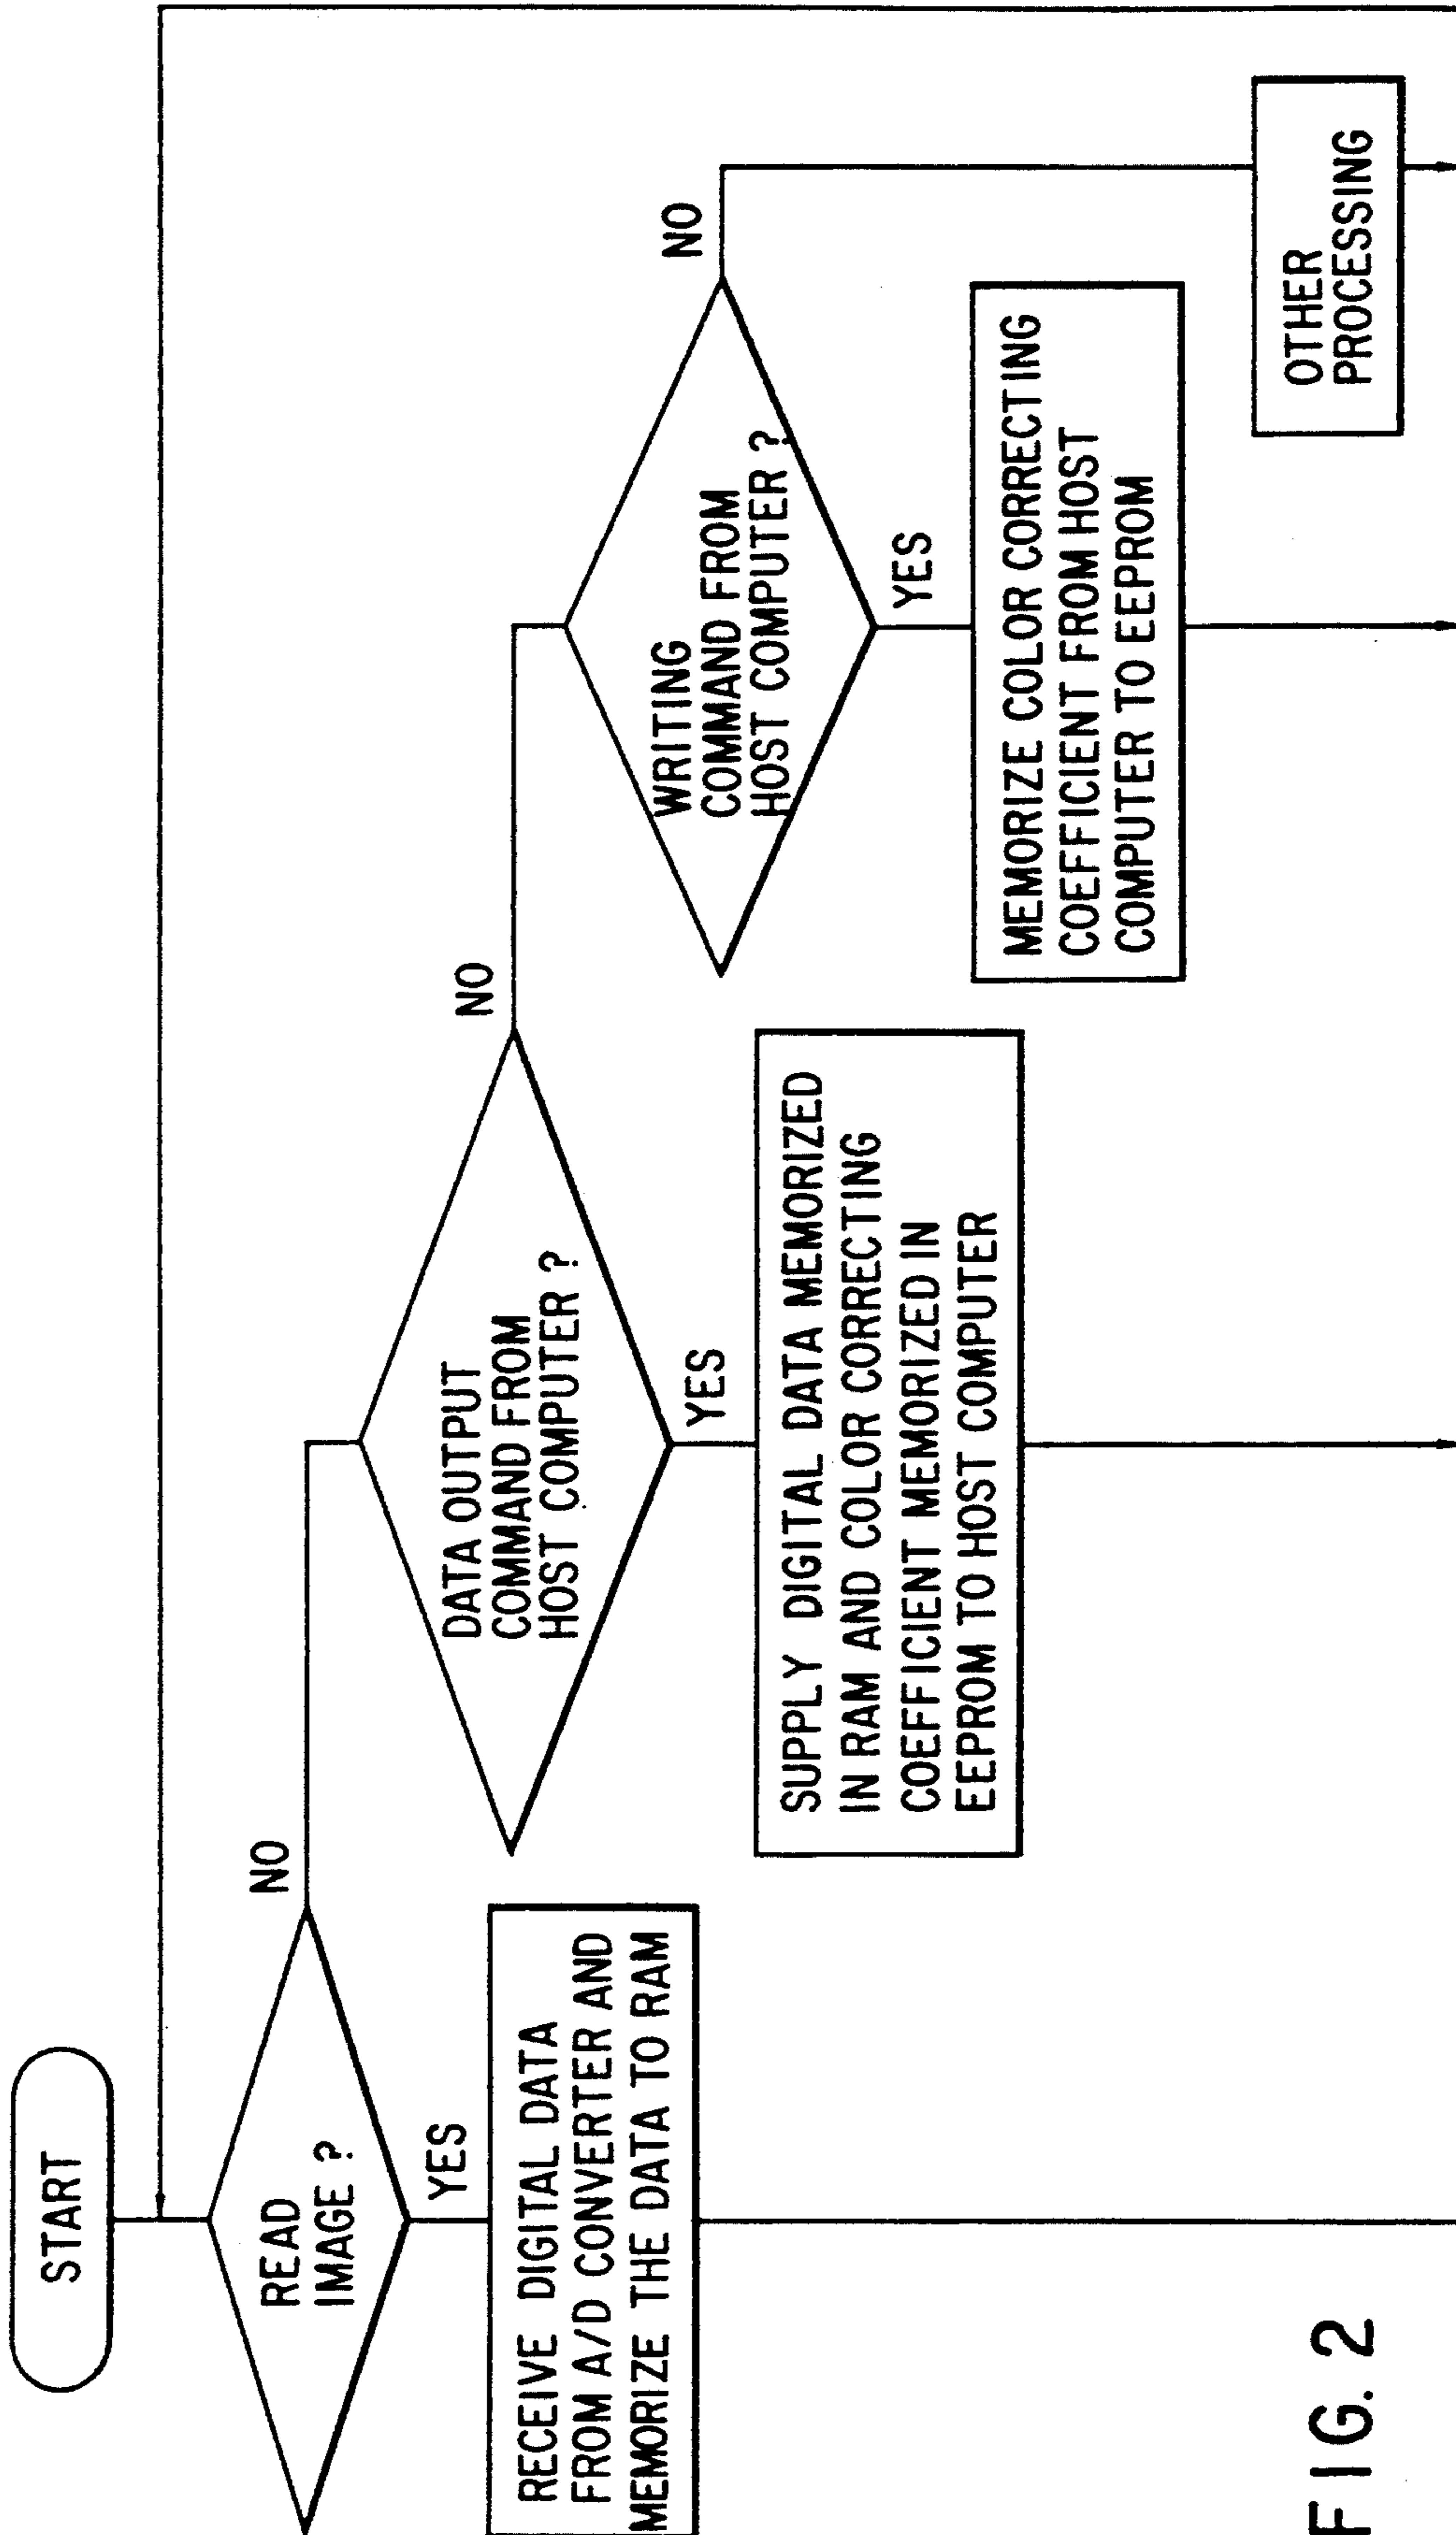 START
READ
IMAGE ?
NO
YES
RECEIVE DIGITAL DATA
FROM A/D CONVERTER AND
MEMORIZE THE DATA TO RAM
DATA OUTPUT
COMMAND FROM
HOST COMPUTER ?
NO
YES
SUPPLY DIGITAL DATA MEMORIZED
IN RAM AND COLOR CORRECTING
COEFFICIENT MEMORIZED IN
EEPROM TO HOST COMPUTER
WRITING
COMMAND FROM
HOST COMPUTER ?
NO
YES
MEMORIZE COLOR CORRECTING
COEFFICIENT FROM HOST
COMPUTER TO EEPROM
OTHER
PROCESSING
FIG. 2